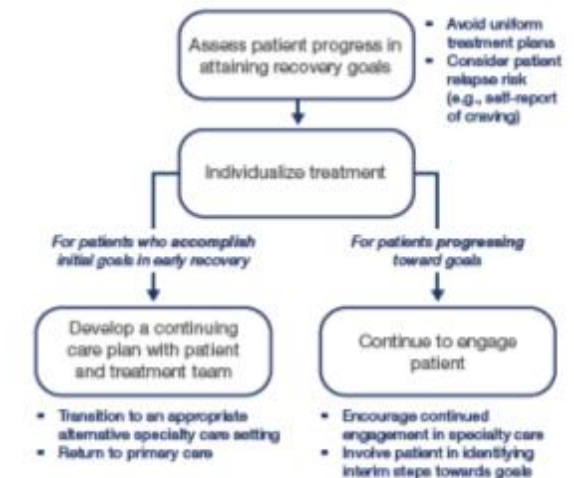 Assess patient progress in
attaining recovery goals
• Avoid uniform
treatment plans
• Consider patient
relapse risk
(e.g., self-report
of craving)
Individualize treatment
For patients who accomplish
initial goals in early recovery
For patients progressing
toward goals
Develop a continuing
care plan with patient
and treatment team
Continue to engage
patient
• Transition to an appropriate
alternative specialty care setting
• Return to primary care
• Encourage continued
engagement in specialty care
• Involve patient in identifying
interim steps towards goals